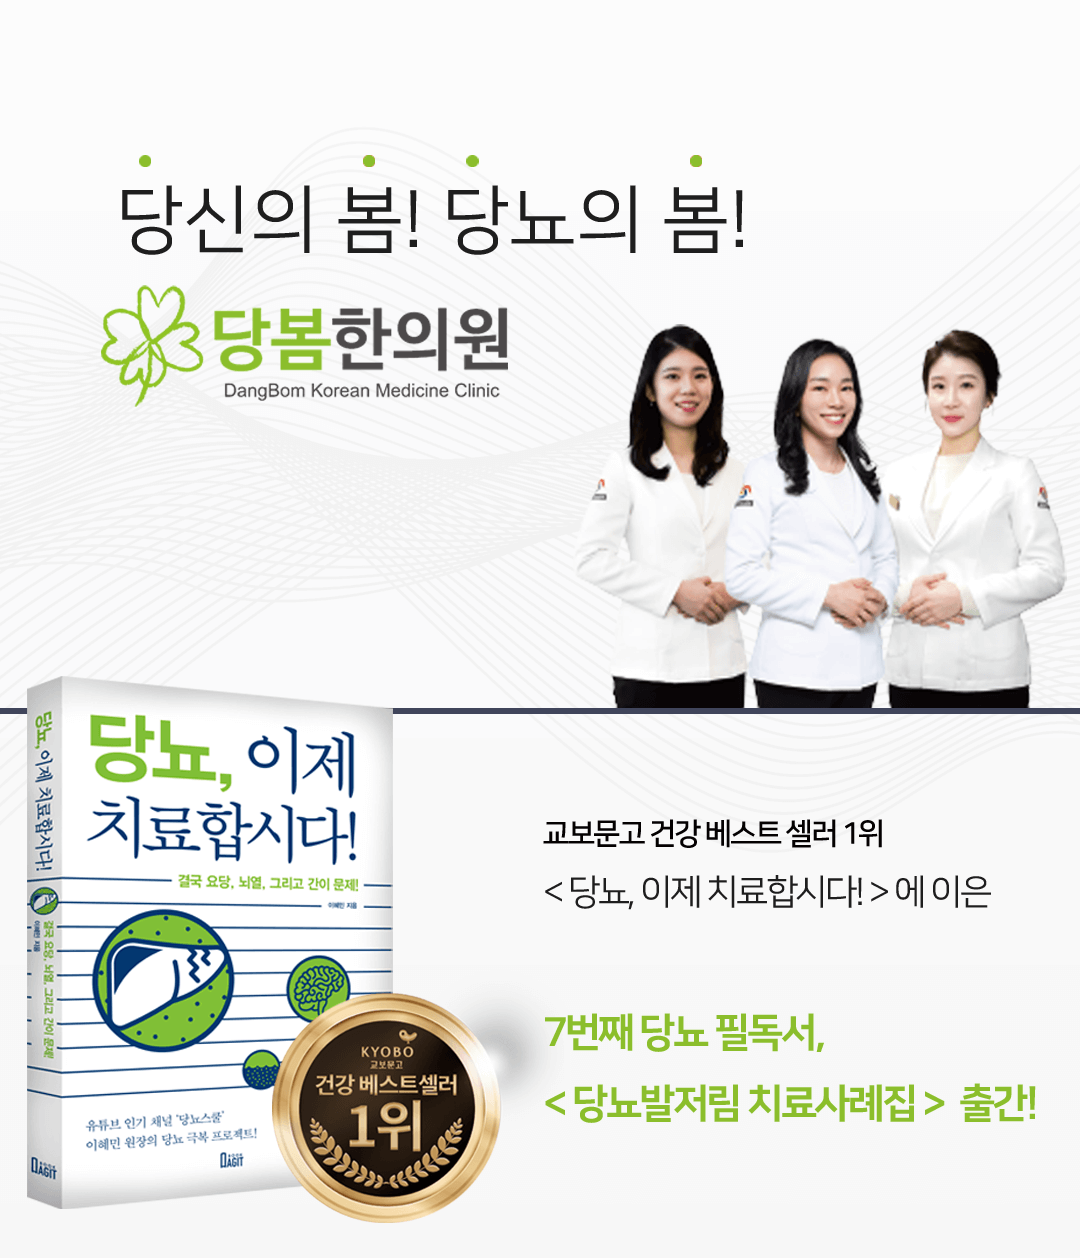 당신의 봄! 당뇨의 봄!
당봄한의원
DangBom Korean Medicine Clinic
당뇨, 이제 치료합시다!
결국 요당, 뇌열, 그리고 간이 문제!
이혜민 지음
당뇨, 이제
치료합시다!
결국 요당, 뇌열, 그리고 간이 문제!
이혜민 지음
유튜브 인기 채널 '당뇨스쿨'
이혜민 원장의 당뇨 극복 프로젝트!
KYOBO
교보문고
건강 베스트셀러
1위
교보문고 건강 베스트 셀러 1위
< 당뇨, 이제 치료합시다! > 에 이은
7번째 당뇨 필독서,
< 당뇨발저림 치료사례집 > 출간!